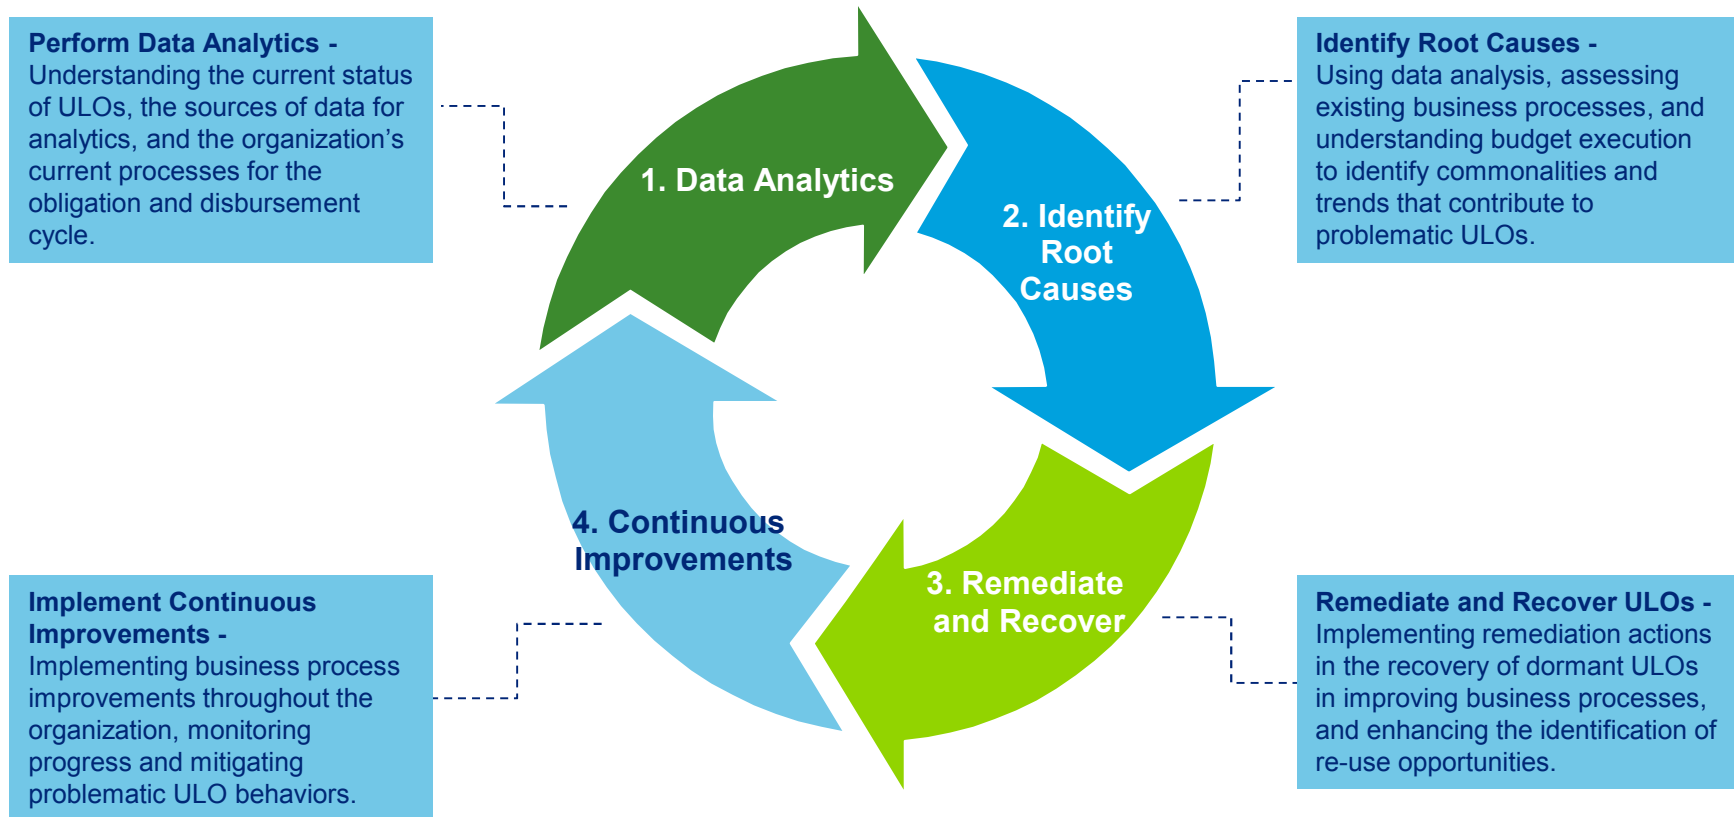 Perform Data Analytics -
Understanding the current status
of ULOs, the sources of data for
analytics, and the organization’s
current processes for the
obligation and disbursement
cycle.
1. Data Analytics
2. Identify
Root
Causes
Identify Root Causes -
Using data analysis, assessing
existing business processes, and
understanding budget execution
to identify commonalities and
trends that contribute to
problematic ULOs.
4. Continuous
Improvements
3. Remediate
and Recover
Implement Continuous
Improvements -
Implementing business process
improvements throughout the
organization, monitoring
progress and mitigating
problematic ULO behaviors.
Remediate and Recover ULOs -
Implementing remediation actions
in the recovery of dormant ULOs
in improving business processes,
and enhancing the identification of
re-use opportunities.